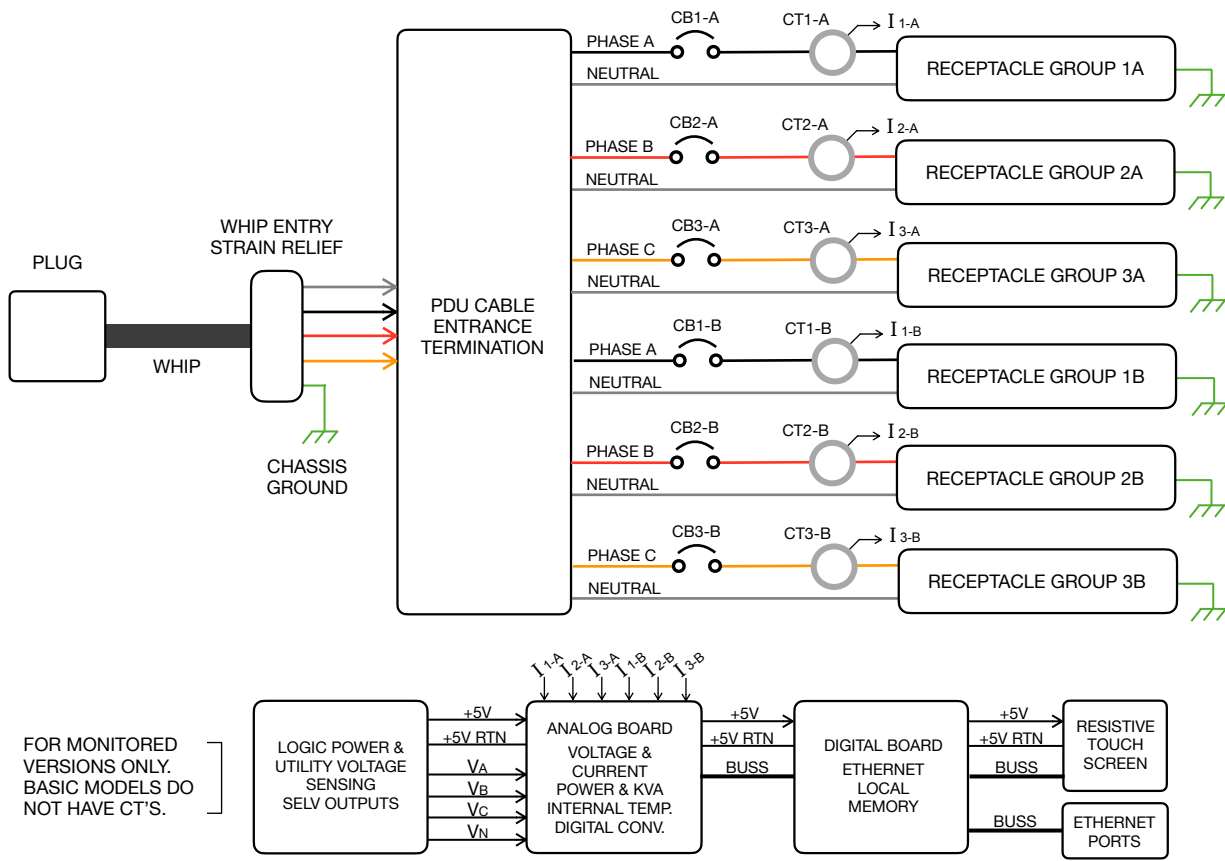 CB1-A
CT1-A
I 1-A
PHASE A
NEUTRAL
RECEPTACLE GROUP 1A
CB2-A
CT2-A
I 2-A
PHASE B
NEUTRAL
RECEPTACLE GROUP 2A
CB3-A
CT3-A
I 3-A
PHASE C
NEUTRAL
RECEPTACLE GROUP 3A
CB1-B
CT1-B
I 1-B
PHASE A
NEUTRAL
RECEPTACLE GROUP 1B
CB2-B
CT2-B
I 2-B
PHASE B
NEUTRAL
RECEPTACLE GROUP 2B
CB3-B
CT3-B
I 3-B
PHASE C
NEUTRAL
RECEPTACLE GROUP 3B
PLUG
WHIP
WHIP ENTRY
STRAIN RELIEF
CHASSIS
GROUND
PDU CABLE
ENTRANCE
TERMINATION
FOR MONITORED
VERSIONS ONLY.
BASIC MODELS DO
NOT HAVE CT'S.
LOGIC POWER &
UTILITY VOLTAGE
SENSING
SELV OUTPUTS
+5V
+5V RTN
VA
VB
VC
VN
I 1-A
I 2-A
I 3-A
I 1-B
I 2-B
I 3-B
ANALOG BOARD
VOLTAGE &
CURRENT
POWER & KVA
INTERNAL TEMP.
DIGITAL CONV.
+5V
+5V RTN
BUSS
DIGITAL BOARD
ETHERNET
LOCAL
MEMORY
+5V
+5V RTN
BUSS
BUSS
RESISTIVE
TOUCH
SCREEN
ETHERNET
PORTS